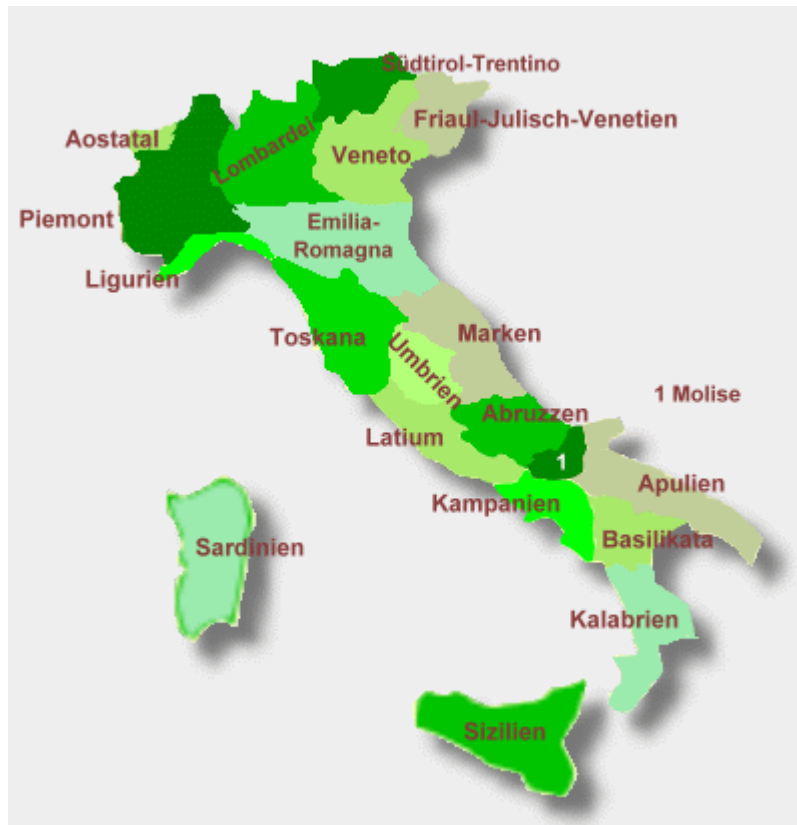 Südtirol-Trentino
Friaul-Julisch-Venetien
Aostatal
Lombardei
Veneto
Piemont
Emilia-
Romagna
Ligurien
Toskana
Marken
Umbrien
1 Molise
Abruzzen
Latium
1
Apulien
Kampanien
Basilikata
Sardinien
Kalabrien
Sizilien